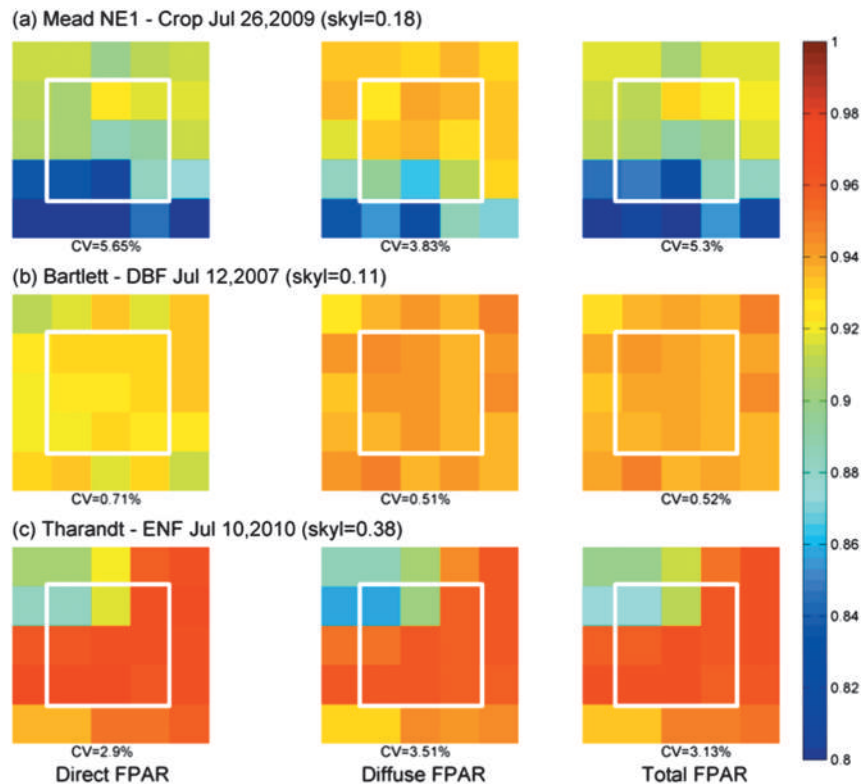 (a) Mead NE1 - Crop Jul 26,2009 (skyl=0.18)
CV=5.65%
CV=3.83%
CV=5.3%
(b) Bartlett - DBF Jul 12,2007 (skyl=0.11)
CV=0.71%
CV=0.51%
CV=0.52%
(c) Tharandt - ENF Jul 10,2010 (skyl=0.38)
CV=2.9%
CV=3.51%
CV=3.13%
Direct FPAR
Diffuse FPAR
Total FPAR
1
0.98
0.96
0.94
0.92
0.9
0.88
0.86
0.84
0.82
0.8